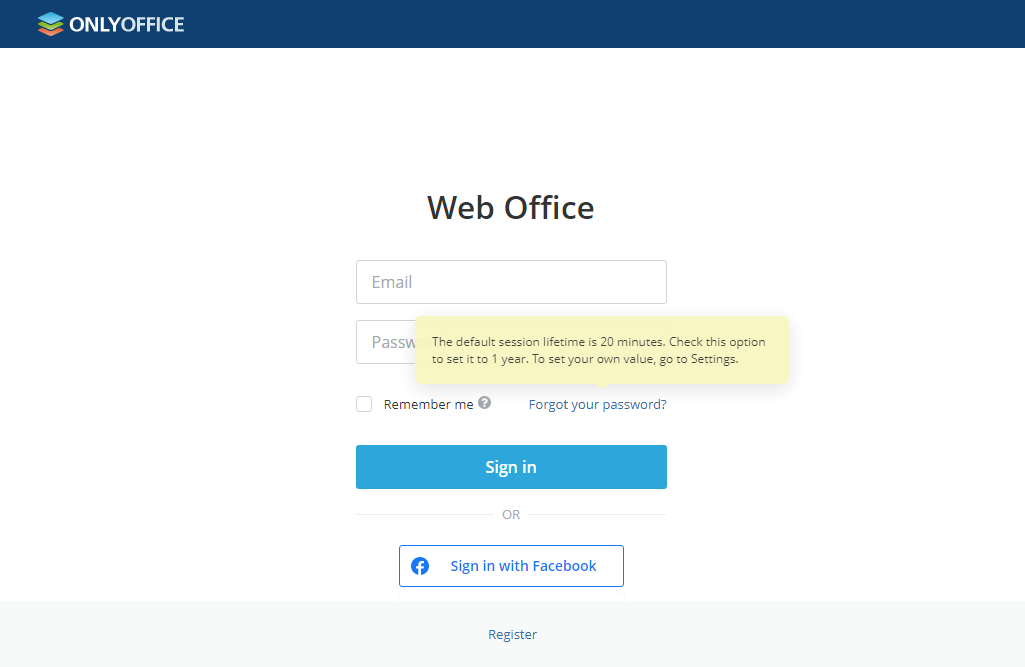 ONLYOFFICE
Web Office
Email
Passw
The default session lifetime is 20 minutes. Check this option
to set it to 1 year. To set your own value, go to Settings.
Remember me ?
Forgot your password?
Sign in
OR
Sign in with Facebook
Register